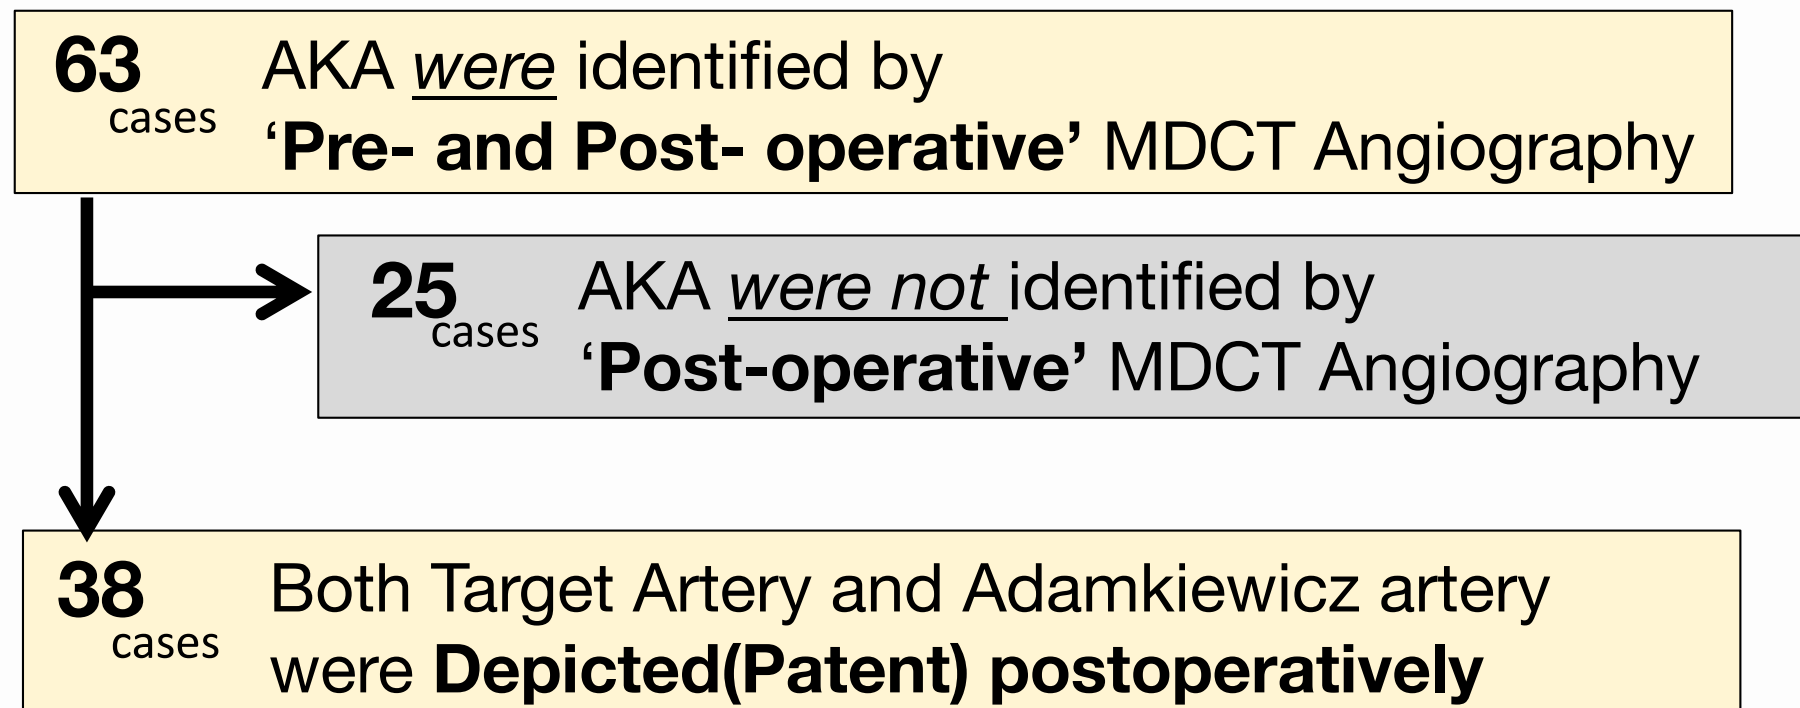 63 cases AKA were identified by
‘Pre- and Post- operative’ MDCT Angiography
25 cases AKA were not identified by
‘Post-operative’ MDCT Angiography
38 cases Both Target Artery and Adamkiewicz artery
were Depicted(Patent) postoperatively